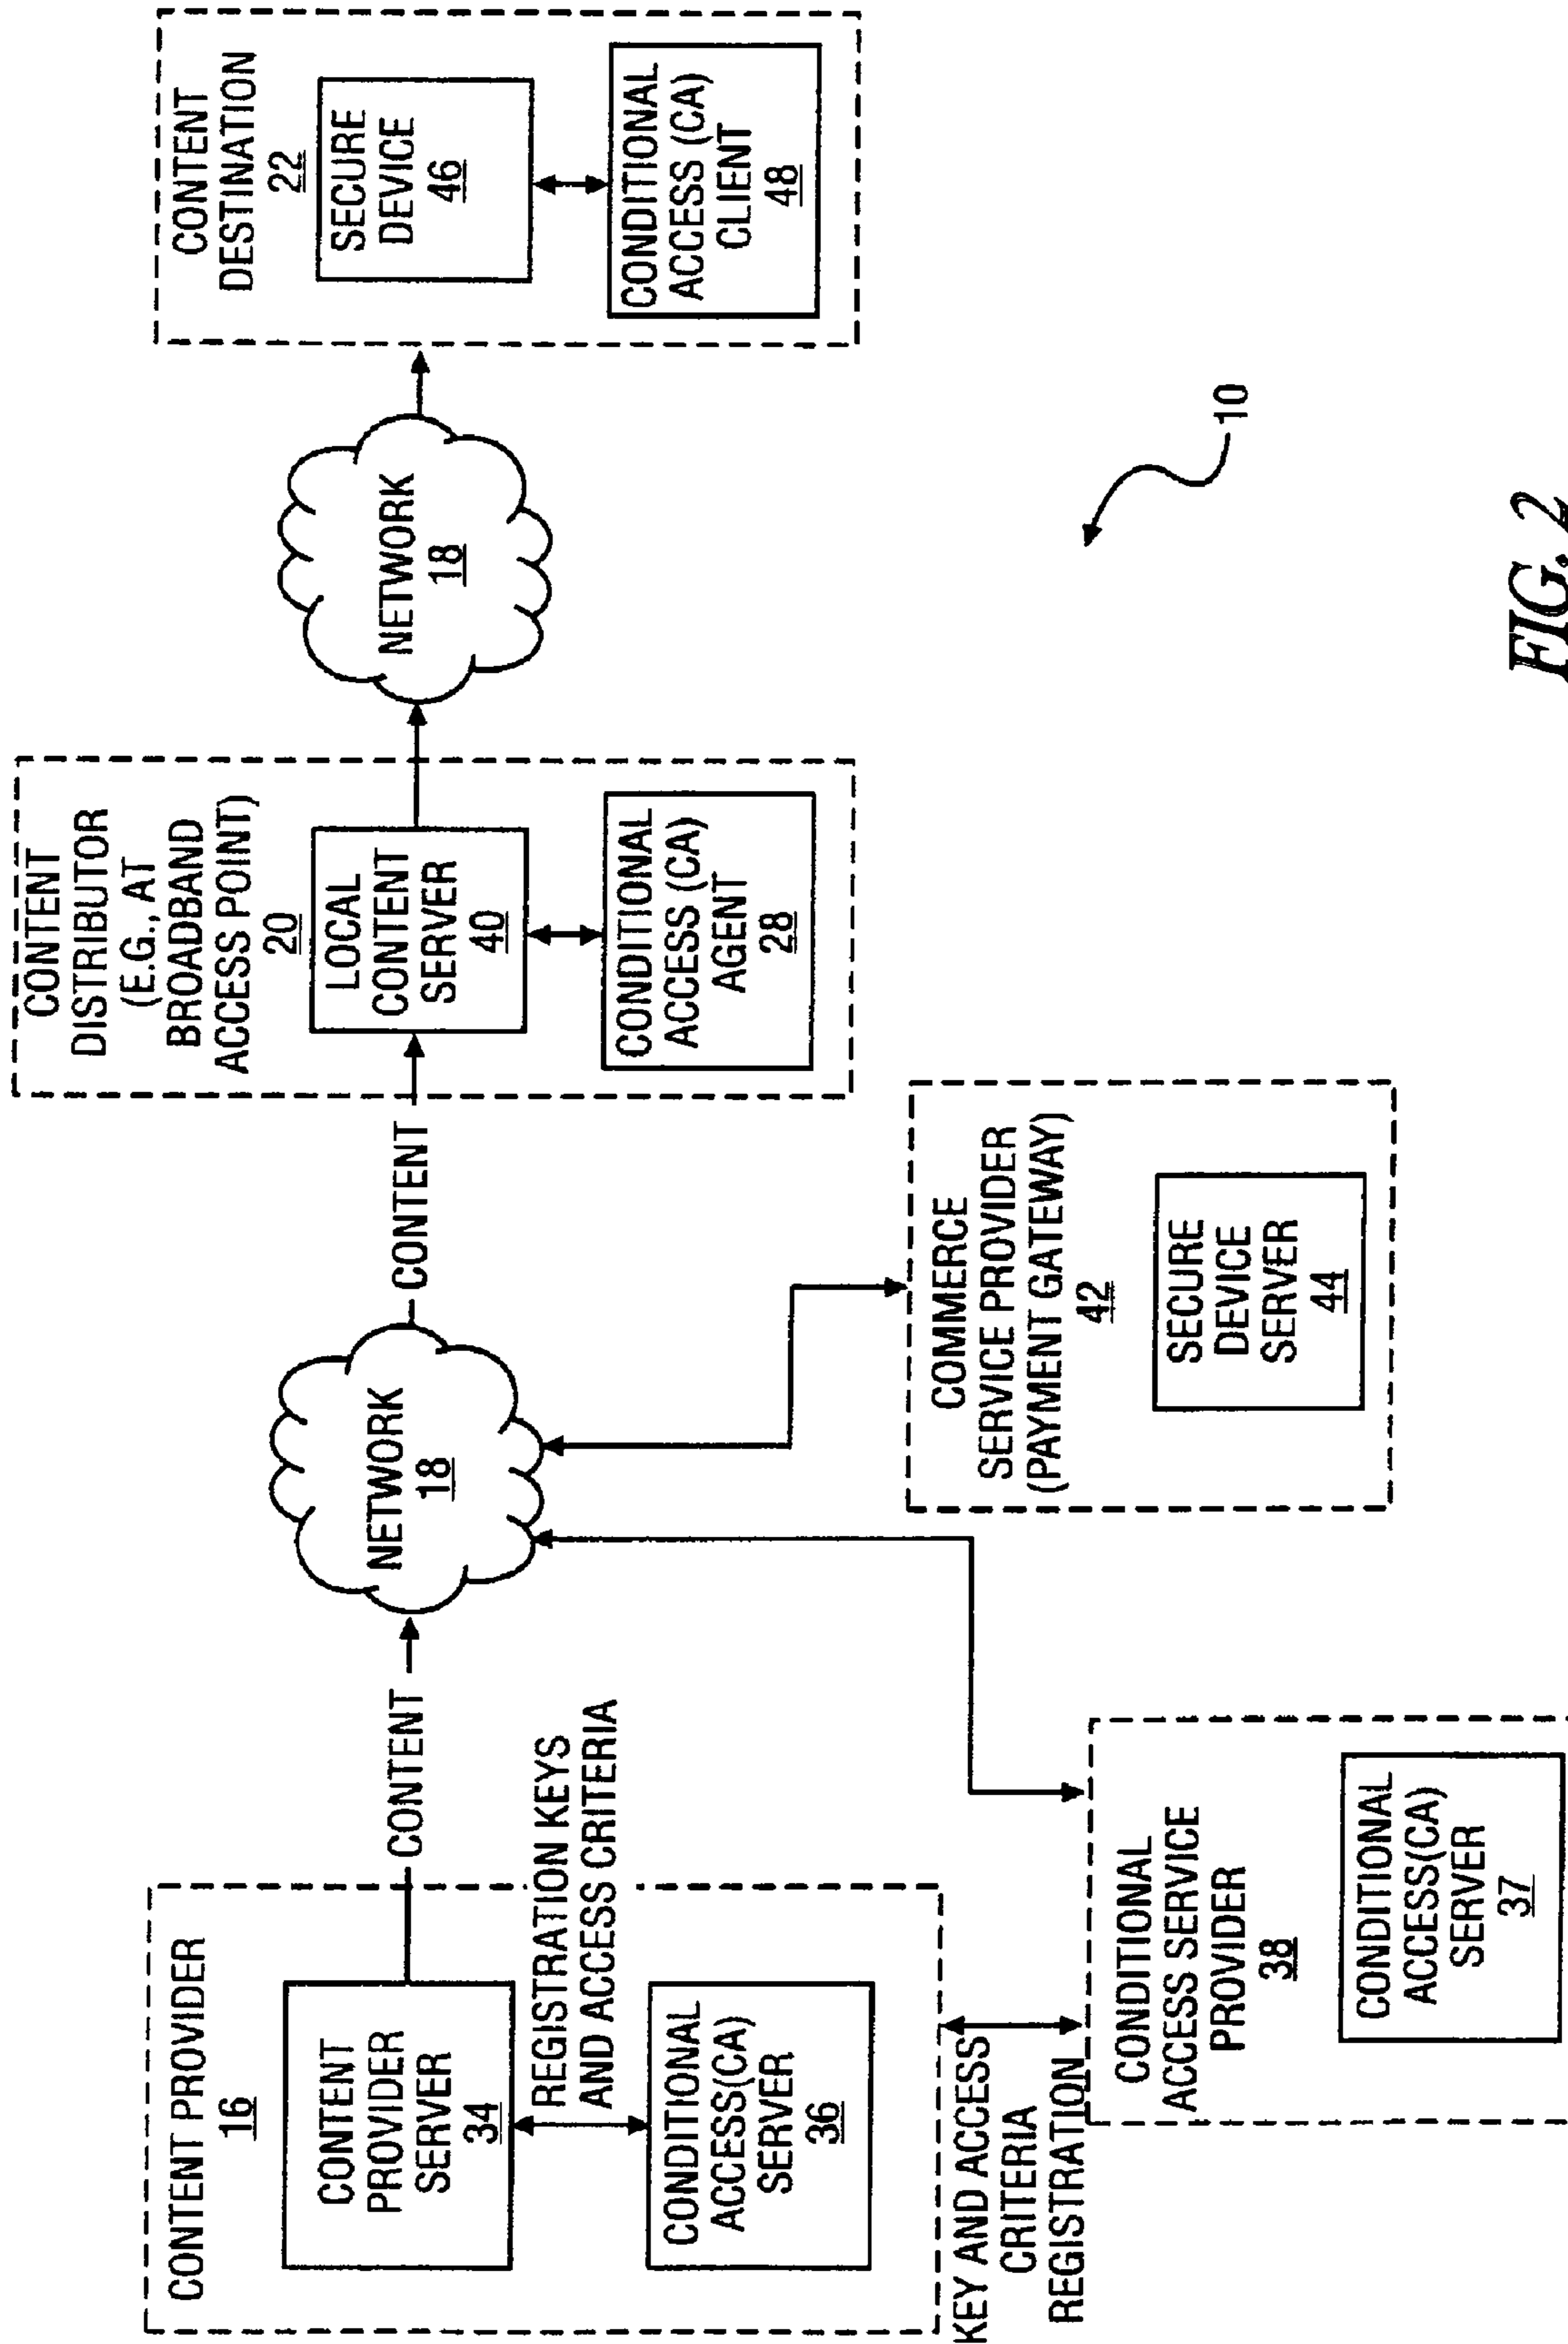 CONTENT PROVIDER
16
CONTENT
PROVIDER
SERVER
34
REGISTRATION KEYS
AND ACCESS CRITERIA
CONDITIONAL
ACCESS(CA)
SERVER
36
KEY AND ACCESS
CRITERIA
REGISTRATION
CONDITIONAL
ACCESS SERVICE
PROVIDER
38
CONDITIONAL
ACCESS(CA)
SERVER
37
CONTENT
NETWORK
18
COMMERCE
SERVICE PROVIDER
(PAYMENT GATEWAY)
42
SECURE
DEVICE
SERVER
44
CONTENT
CONTENT
DISTRIBUTOR
(E.G., AT
BROADBAND
ACCESS POINT)
20
LOCAL
CONTENT
SERVER
40
CONDITIONAL
ACCESS (CA)
AGENT
28
NETWORK
18
CONTENT
DESTINATION
22
SECURE
DEVICE
46
CONDITIONAL
ACCESS (CA)
CLIENT
48
10
FIG. 2